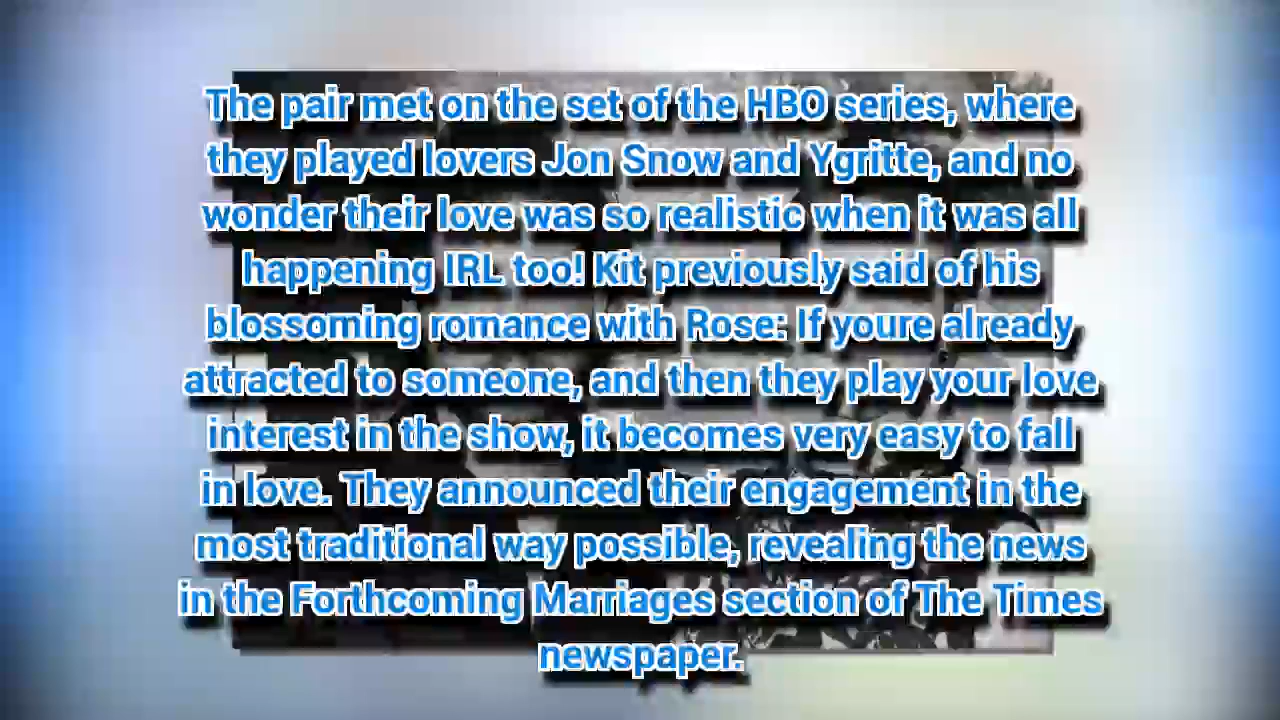 The pair met on the set of the HBO series, where
they played lovers Jon Snow and Ygritte, and no
wonder their love was so realistic when it was all
happening IRL too! Kit previously said of his
blossoming romance with Rose: If youre already
attracted to someone, and then they play your love
interest in the show, it becomes very easy to fall
in love. They announced their engagement in the
most traditional way possible, revealing the news
in the Forthcoming Marriages section of The Times
newspaper.